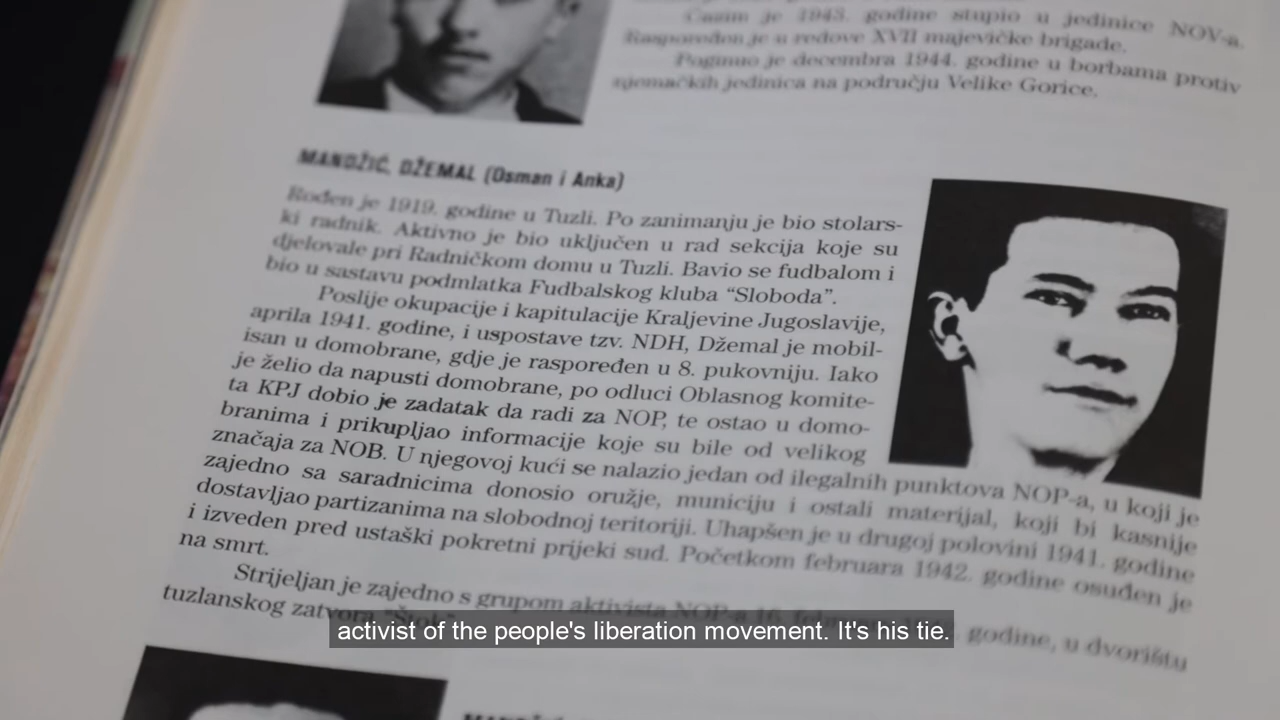 Cazim je 1943. godine stupio u jedinice NOV-a.
Raspoređen je u redove XVII majevičke brigade.
Poginuo je decembra 1944. godine u borbama protiv
njemačkih jedinica na području Velike Gorice.
MANDŽIĆ, DŽEMAL (Osman i Anka)
Rođen je 1919. godine u Tuzli. Po zanimanju je bio stolars-
ki radnik. Aktivno je bio uključen u rad sekcija koje su
djelovale pri Radničkom domu u Tuzli. Bavio se fudbalom i
bio u sastavu podmlatka Fudbalskog kluba “Sloboda”.
Poslije okupacije i kapitulacije Kraljevine Jugoslavije,
aprila 1941. godine, i uspostave tzv. NDH, Džemal je mobil-
isan u domobrane, gdje je raspoređen u 8. pukovniju. Iako
je želio da napusti domobrane, po odluci Oblasnog komite-
ta KPJ dobio je zadatak da radi za NOP, te ostao u domo-
branima i prikupljao informacije koje su bile od velikog
značaja za NOB. U njegovoj kući se nalazio jedan od ilegalnih punktova NOP-a, u koji je
zajedno sa saradnicima donosio oružje, municiju i ostali materijal, koji bi kasnije
dostavljao partizanima na slobodnoj teritoriji. Uhapšen je u drugoj polovini 1941. godine
i izveden pred ustaški pokretni prijeki sud. Početkom februara 1942. godine osuđen je
na smrt.
Strijeljan je zajedno s grupom aktivista NOP-a 16. godine, u dvorištu
tuzlanskog zatvora “Štok”.
activist of the people's liberation movement. It's his tie.